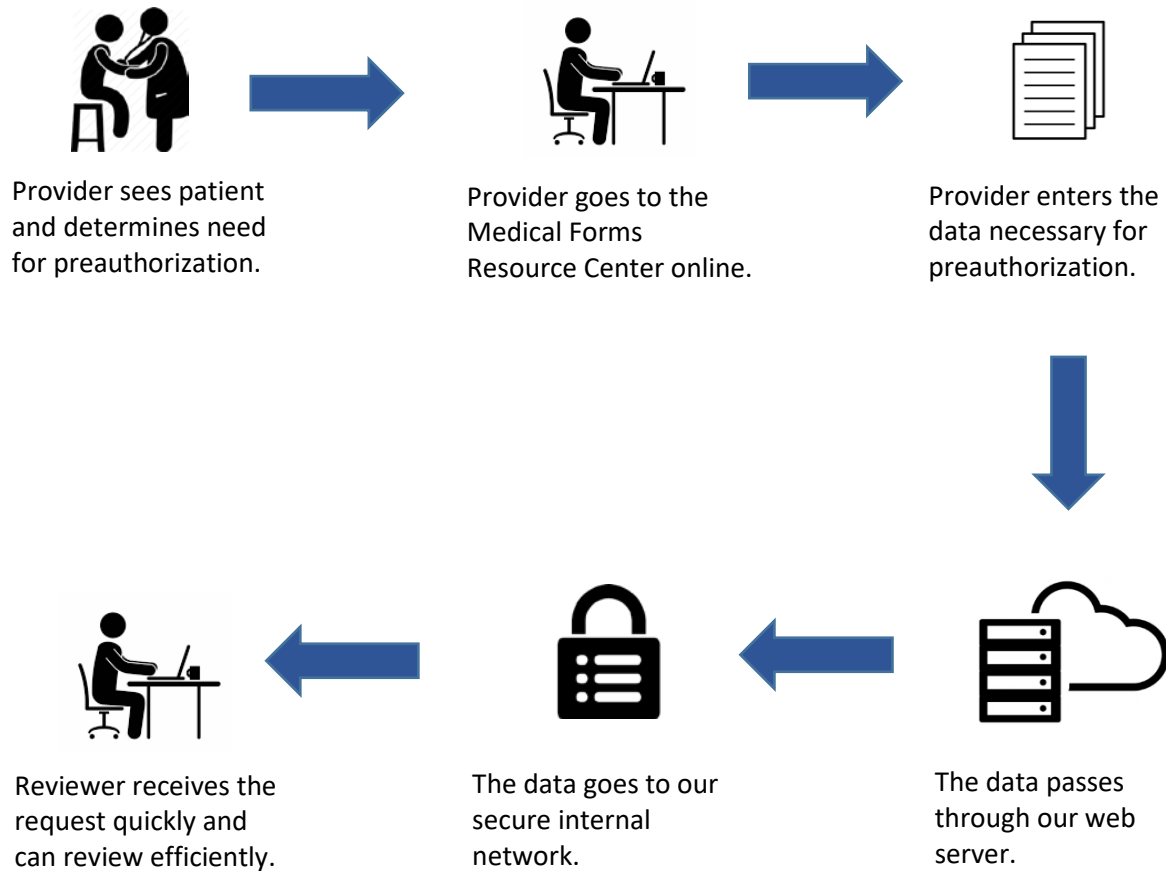 Provider sees patient
and determines need
for preauthorization.
Provider goes to the
Medical Forms
Resource Center online.
Provider enters the
data necessary for
preauthorization.
The data passes
through our web
server.
The data goes to our
secure internal
network.
Reviewer receives the
request quickly and
can review efficiently.